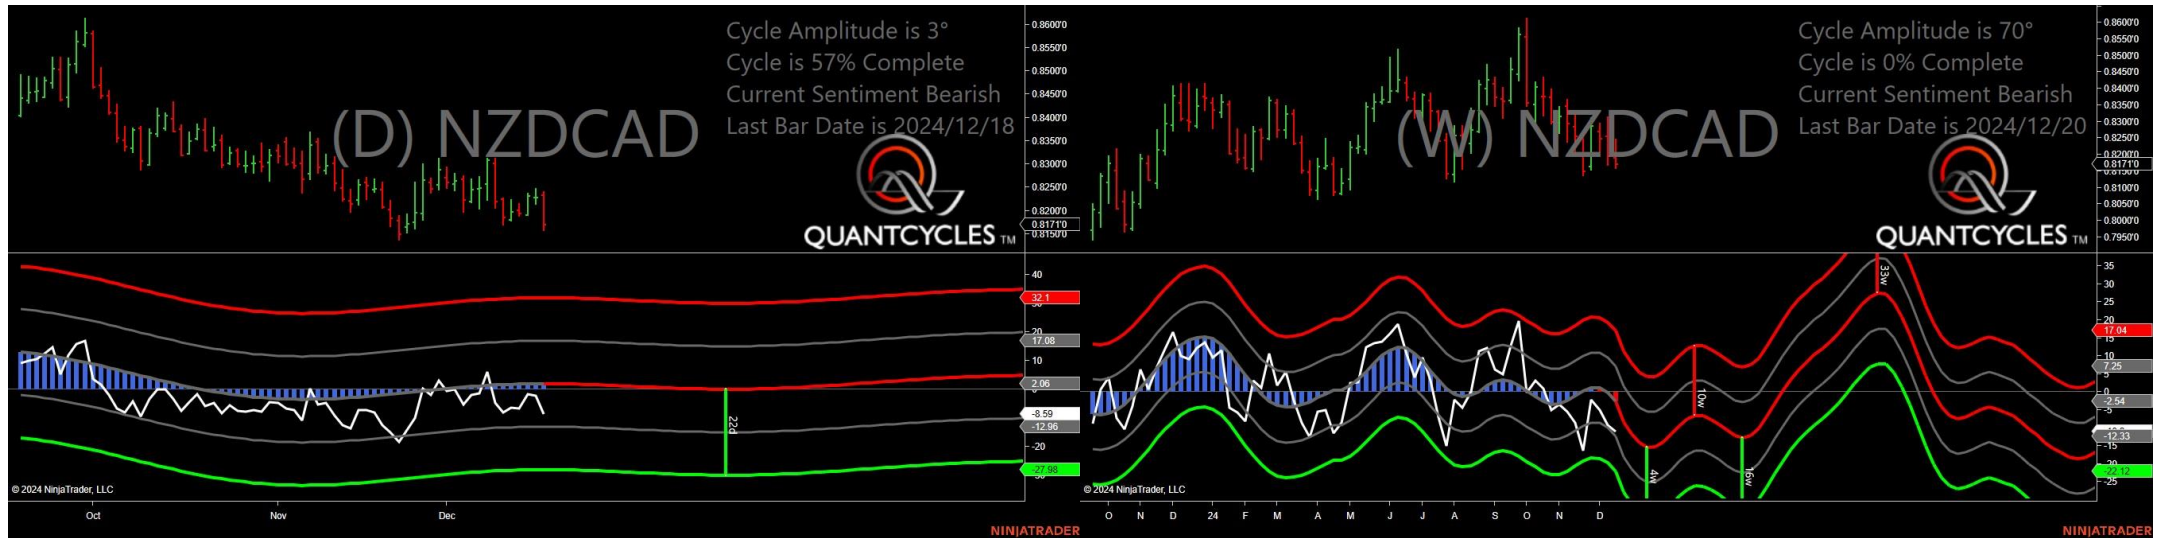 Cycle Amplitude is 3°
Cycle is 57% Complete
Current Sentiment Bearish
Last Bar Date is 2024/12/18
(D) NZDCAD
QUANTCYCLES TM
0.8600'0
0.8550'0
0.8500'0
0.8450'0
0.8400'0
0.8350'0
0.8300'0
0.8250'0
0.8200'0
0.8171'0
0.8150'0
40
32.1
20
17.08
10
2.06
-8.59
-12.96
-20
-27.98
22d
© 2024 NinjaTrader, LLC
Oct
Nov
Dec
NINJATRADER
Cycle Amplitude is 70°
Cycle is 0% Complete
Current Sentiment Bearish
Last Bar Date is 2024/12/20
(W) NZDCAD
QUANTCYCLES TM
0.8600'0
0.8550'0
0.8500'0
0.8450'0
0.8400'0
0.8350'0
0.8300'0
0.8250'0
0.8200'0
0.8171'0
0.8150'0
0.8100'0
0.8050'0
0.8000'0
0.7950'0
35
30
25
20
17.04
15
10
7.25
5
0
-2.54
-5
-12.33
-15
-22.12
-25
33w
10w
4w
16w
© 2024 NinjaTrader, LLC
O
N
D
24
F
M
A
M
J
J
A
S
O
N
D
NINJATRADER